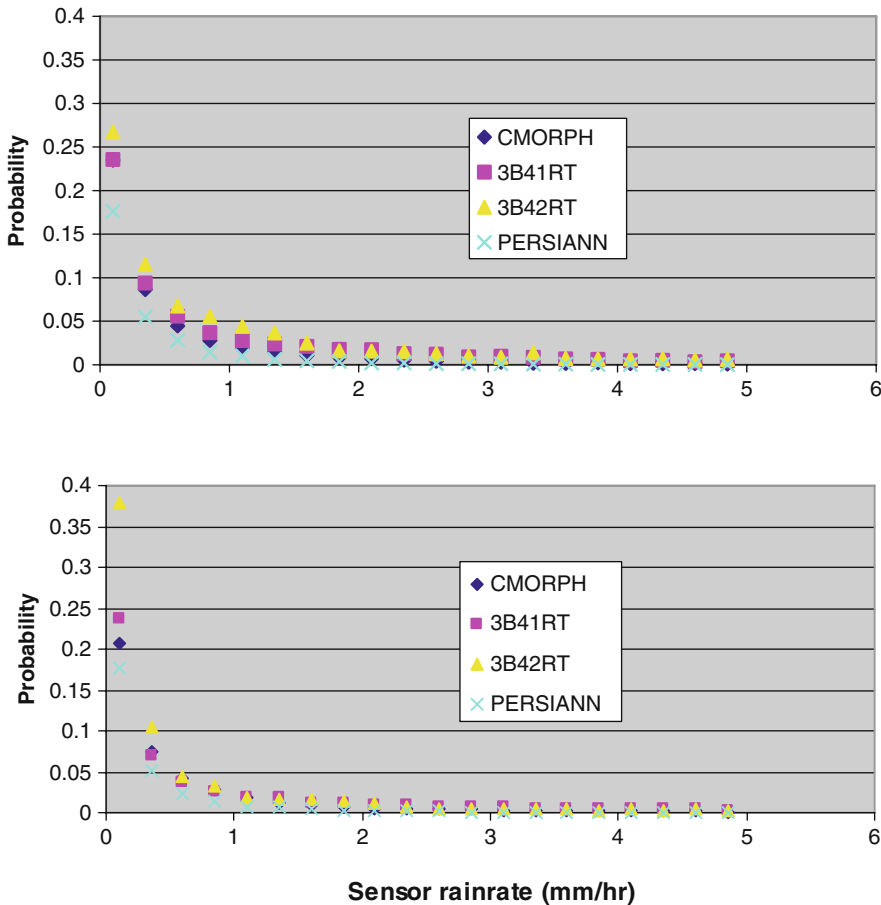 0.4
0.35
0.3
0.25
0.2
0.15
0.1
0.05
0
Probability
CMORPH
3B41RT
3B42RT
PERSIANN
0 1 2 3 4 5 6
0.4
0.35
0.3
0.25
0.2
0.15
0.1
0.05
0
Probability
CMORPH
3B41RT
3B42RT
PERSIANN
0 1 2 3 4 5 6
Sensor rainrate (mm/hr)